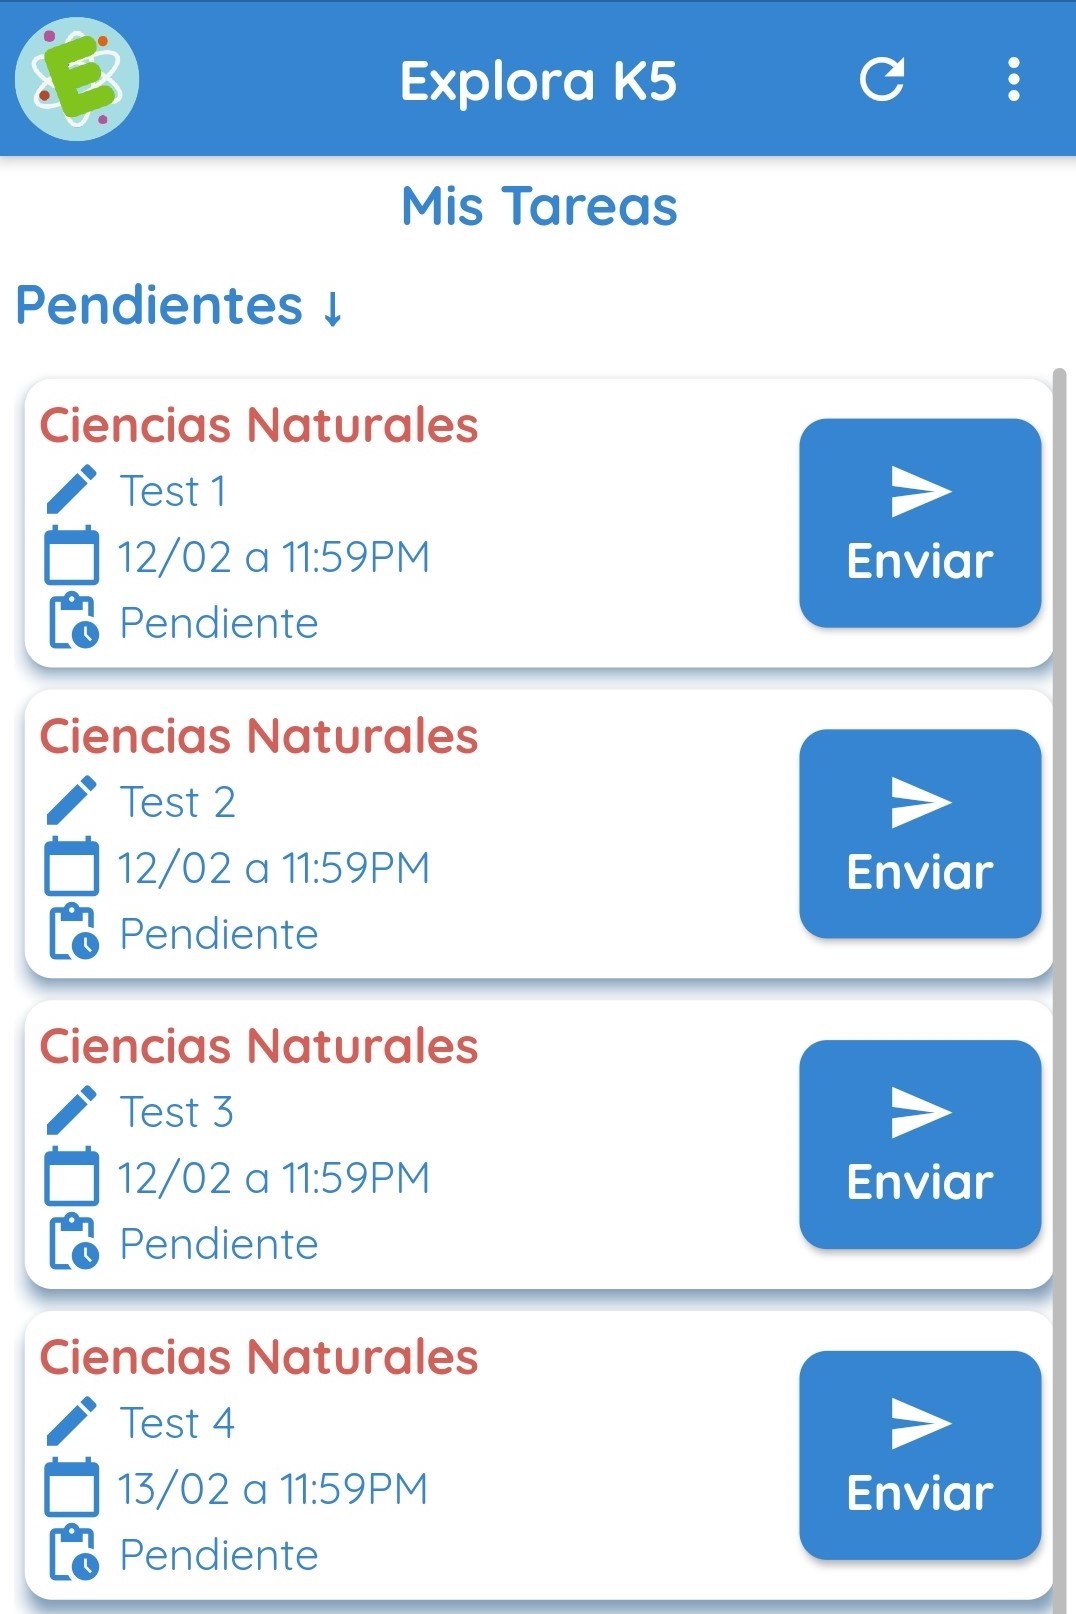 Explora K5
Mis Tareas
Pendientes ↓
Ciencias Naturales
Test 1
12/02 a 11:59PM
Pendiente
Enviar
Ciencias Naturales
Test 2
12/02 a 11:59PM
Pendiente
Enviar
Ciencias Naturales
Test 3
12/02 a 11:59PM
Pendiente
Enviar
Ciencias Naturales
Test 4
13/02 a 11:59PM
Pendiente
Enviar